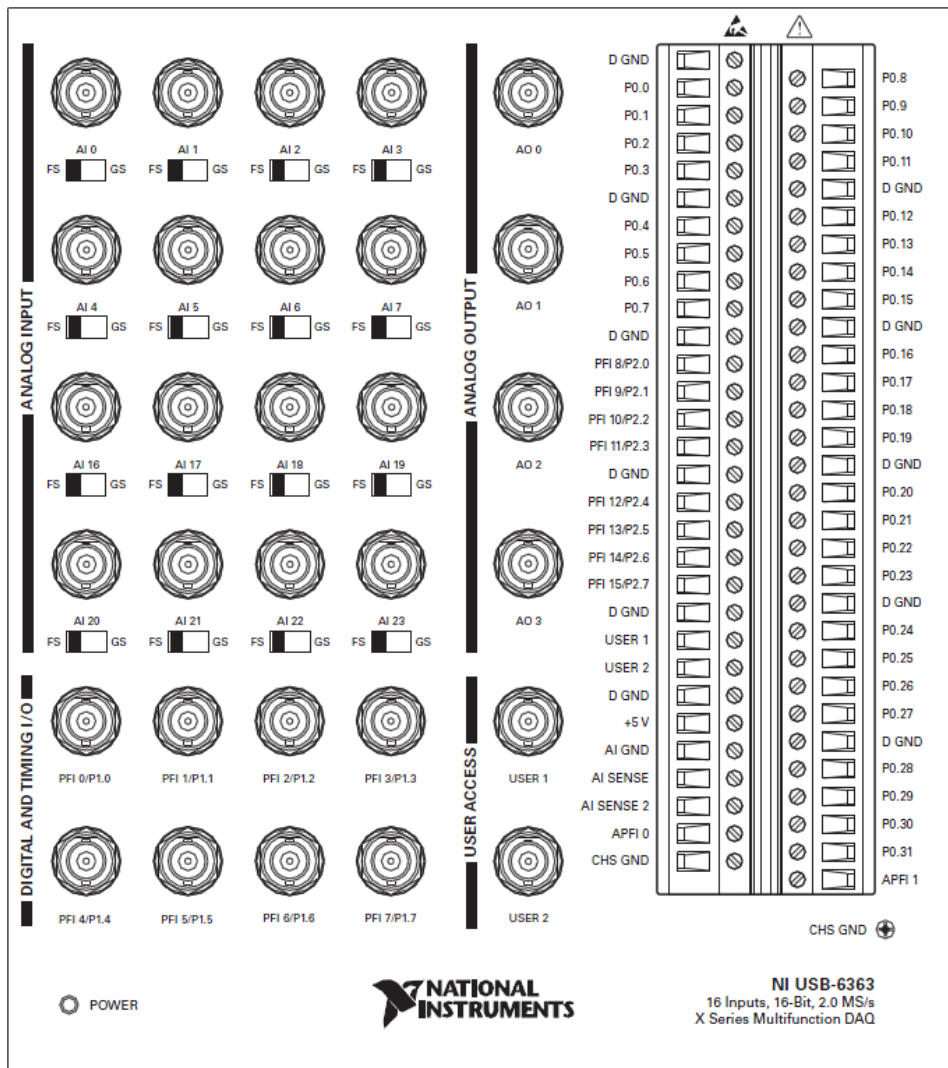 ANALOG INPUT
AI 0 AI 1 AI 2 AI 3
FS GS FS GS FS GS FS GS
AI 4 AI 5 AI 6 AI 7
FS GS FS GS FS GS FS GS
AI 16 AI 17 AI 18 AI 19
FS GS FS GS FS GS FS GS
AI 20 AI 21 AI 22 AI 23
FS GS FS GS FS GS FS GS
DIGITAL AND TIMING I/O
PFI 0/P1.0 PFI 1/P1.1 PFI 2/P1.2 PFI 3/P1.3
PFI 4/P1.4 PFI 5/P1.5 PFI 6/P1.6 PFI 7/P1.7
ANALOG OUTPUT
AO 0
AO 1
AO 2
AO 3
USER ACCESS
USER 1
USER 2
D GND
P0.0
P0.1
P0.2
P0.3
D GND
P0.4
P0.5
P0.6
P0.7
D GND
PFI 8/P2.0
PFI 9/P2.1
PFI 10/P2.2
PFI 11/P2.3
D GND
PFI 12/P2.4
PFI 13/P2.5
PFI 14/P2.6
PFI 15/P2.7
D GND
USER 1
USER 2
D GND
+5 V
AI GND
AI SENSE
AI SENSE 2
APFI 0
CHS GND
P0.8
P0.9
P0.10
P0.11
D GND
P0.12
P0.13
P0.14
P0.15
D GND
P0.16
P0.17
P0.18
P0.19
D GND
P0.20
P0.21
P0.22
P0.23
D GND
P0.24
P0.25
P0.26
P0.27
D GND
P0.28
P0.29
P0.30
P0.31
APFI 1
CHS GND
POWER
NATIONAL
INSTRUMENTS
NI USB-6363
16 Inputs, 16-Bit, 2.0 MS/s
X Series Multifunction DAQ